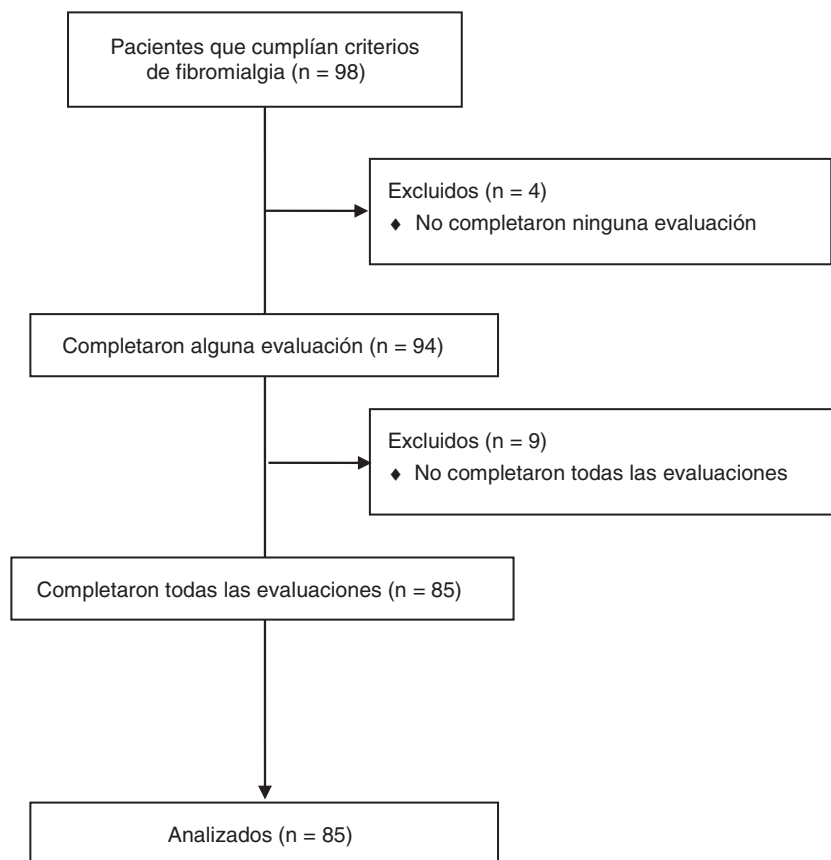 Pacientes que cumplían criterios
de fibromialgia (n = 98)
Excluidos (n = 4)
♦ No completaron ninguna evaluación
Completaron alguna evaluación (n = 94)
Excluidos (n = 9)
♦ No completaron todas las evaluaciones
Completaron todas las evaluaciones (n = 85)
Analizados (n = 85)